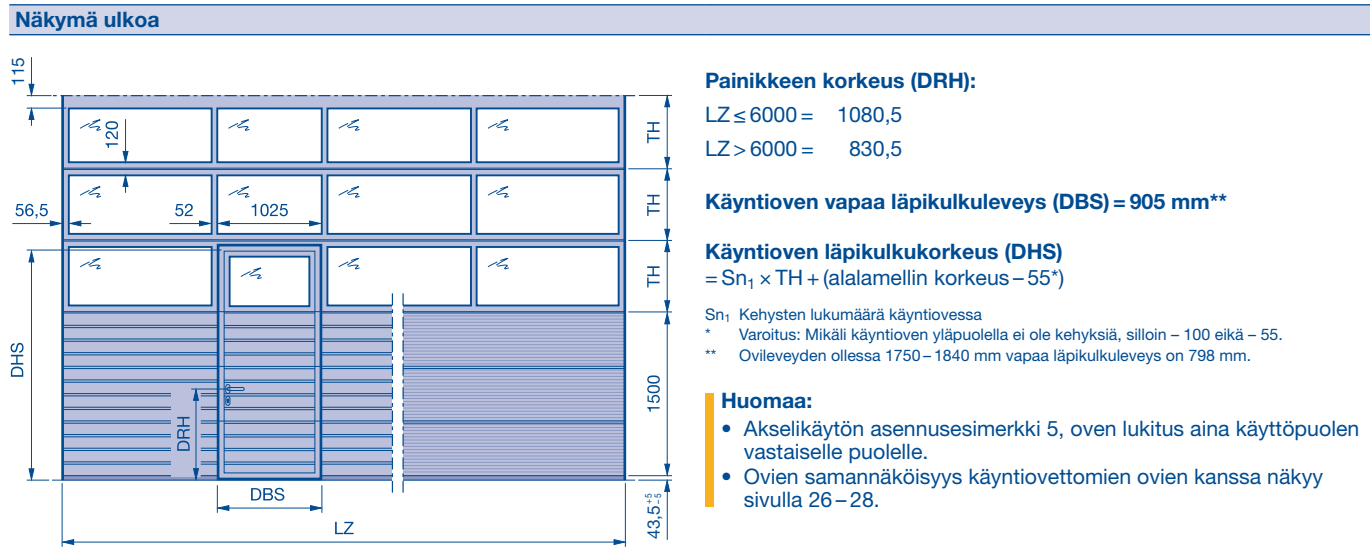 Näkymä ulkoa
115
120
56,5
52
1025
TH
TH
TH
DHS
DRH
1500
DBS
LZ
43,5 +5 −5
Painikkeen korkeus (DRH):
LZ ≤ 6000 = 1080,5
LZ > 6000 = 830,5
Käyntioven vapaa läpikulkuleveys (DBS) = 905 mm**
Käyntioven läpikulkukorkeus (DHS)
= Sn₁ × TH + (alalamellin korkeus – 55*)
Sn₁ Kehysten lukumäärä käyntiovessa
* Varoitus: Mikäli käyntioven yläpuolella ei ole kehyksiä, silloin – 100 eikä – 55.
** Ovileveyden ollessa 1750 – 1840 mm vapaa läpikulkuleveys on 798 mm.
Huomaa:
• Akselikäytön asennusesimerkki 5, oven lukitus aina käyttöpuolen
vastaiselle puolelle.
• Ovien samannäköisyys käyntiovettomien ovien kanssa näkyy
sivulla 26 – 28.